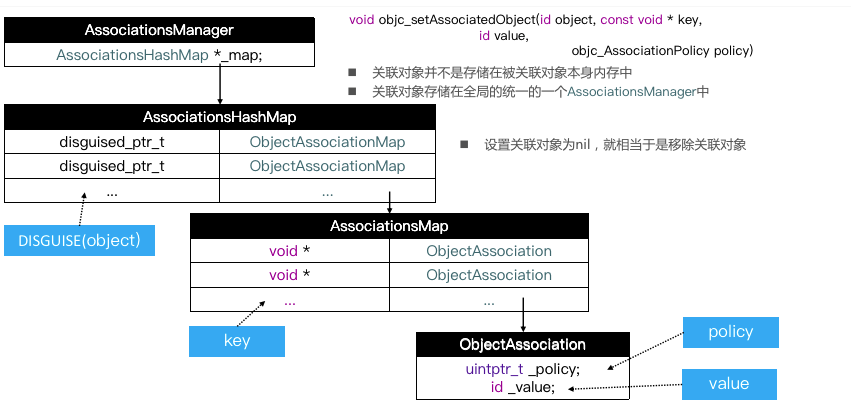 AssociationsManager
AssociationsHashMap *_map;
void objc_setAssociatedObject(id object, const void * key,
id value,
objc_AssociationPolicy policy)
■ 关联对象并不是存储在被关联对象本身内存中
■ 关联对象存储在全局的统一的一个AssociationsManager中
AssociationsHashMap
disguised_ptr_t ObjectAssociationMap
disguised_ptr_t ObjectAssociationMap
... ...
■ 设置关联对象为nil，就相当于是移除关联对象
DISGUISE(object)
AssociationsMap
void * ObjectAssociation
void * ObjectAssociation
... ...
key
ObjectAssociation
uintptr_t _policy;
id _value;
policy
value